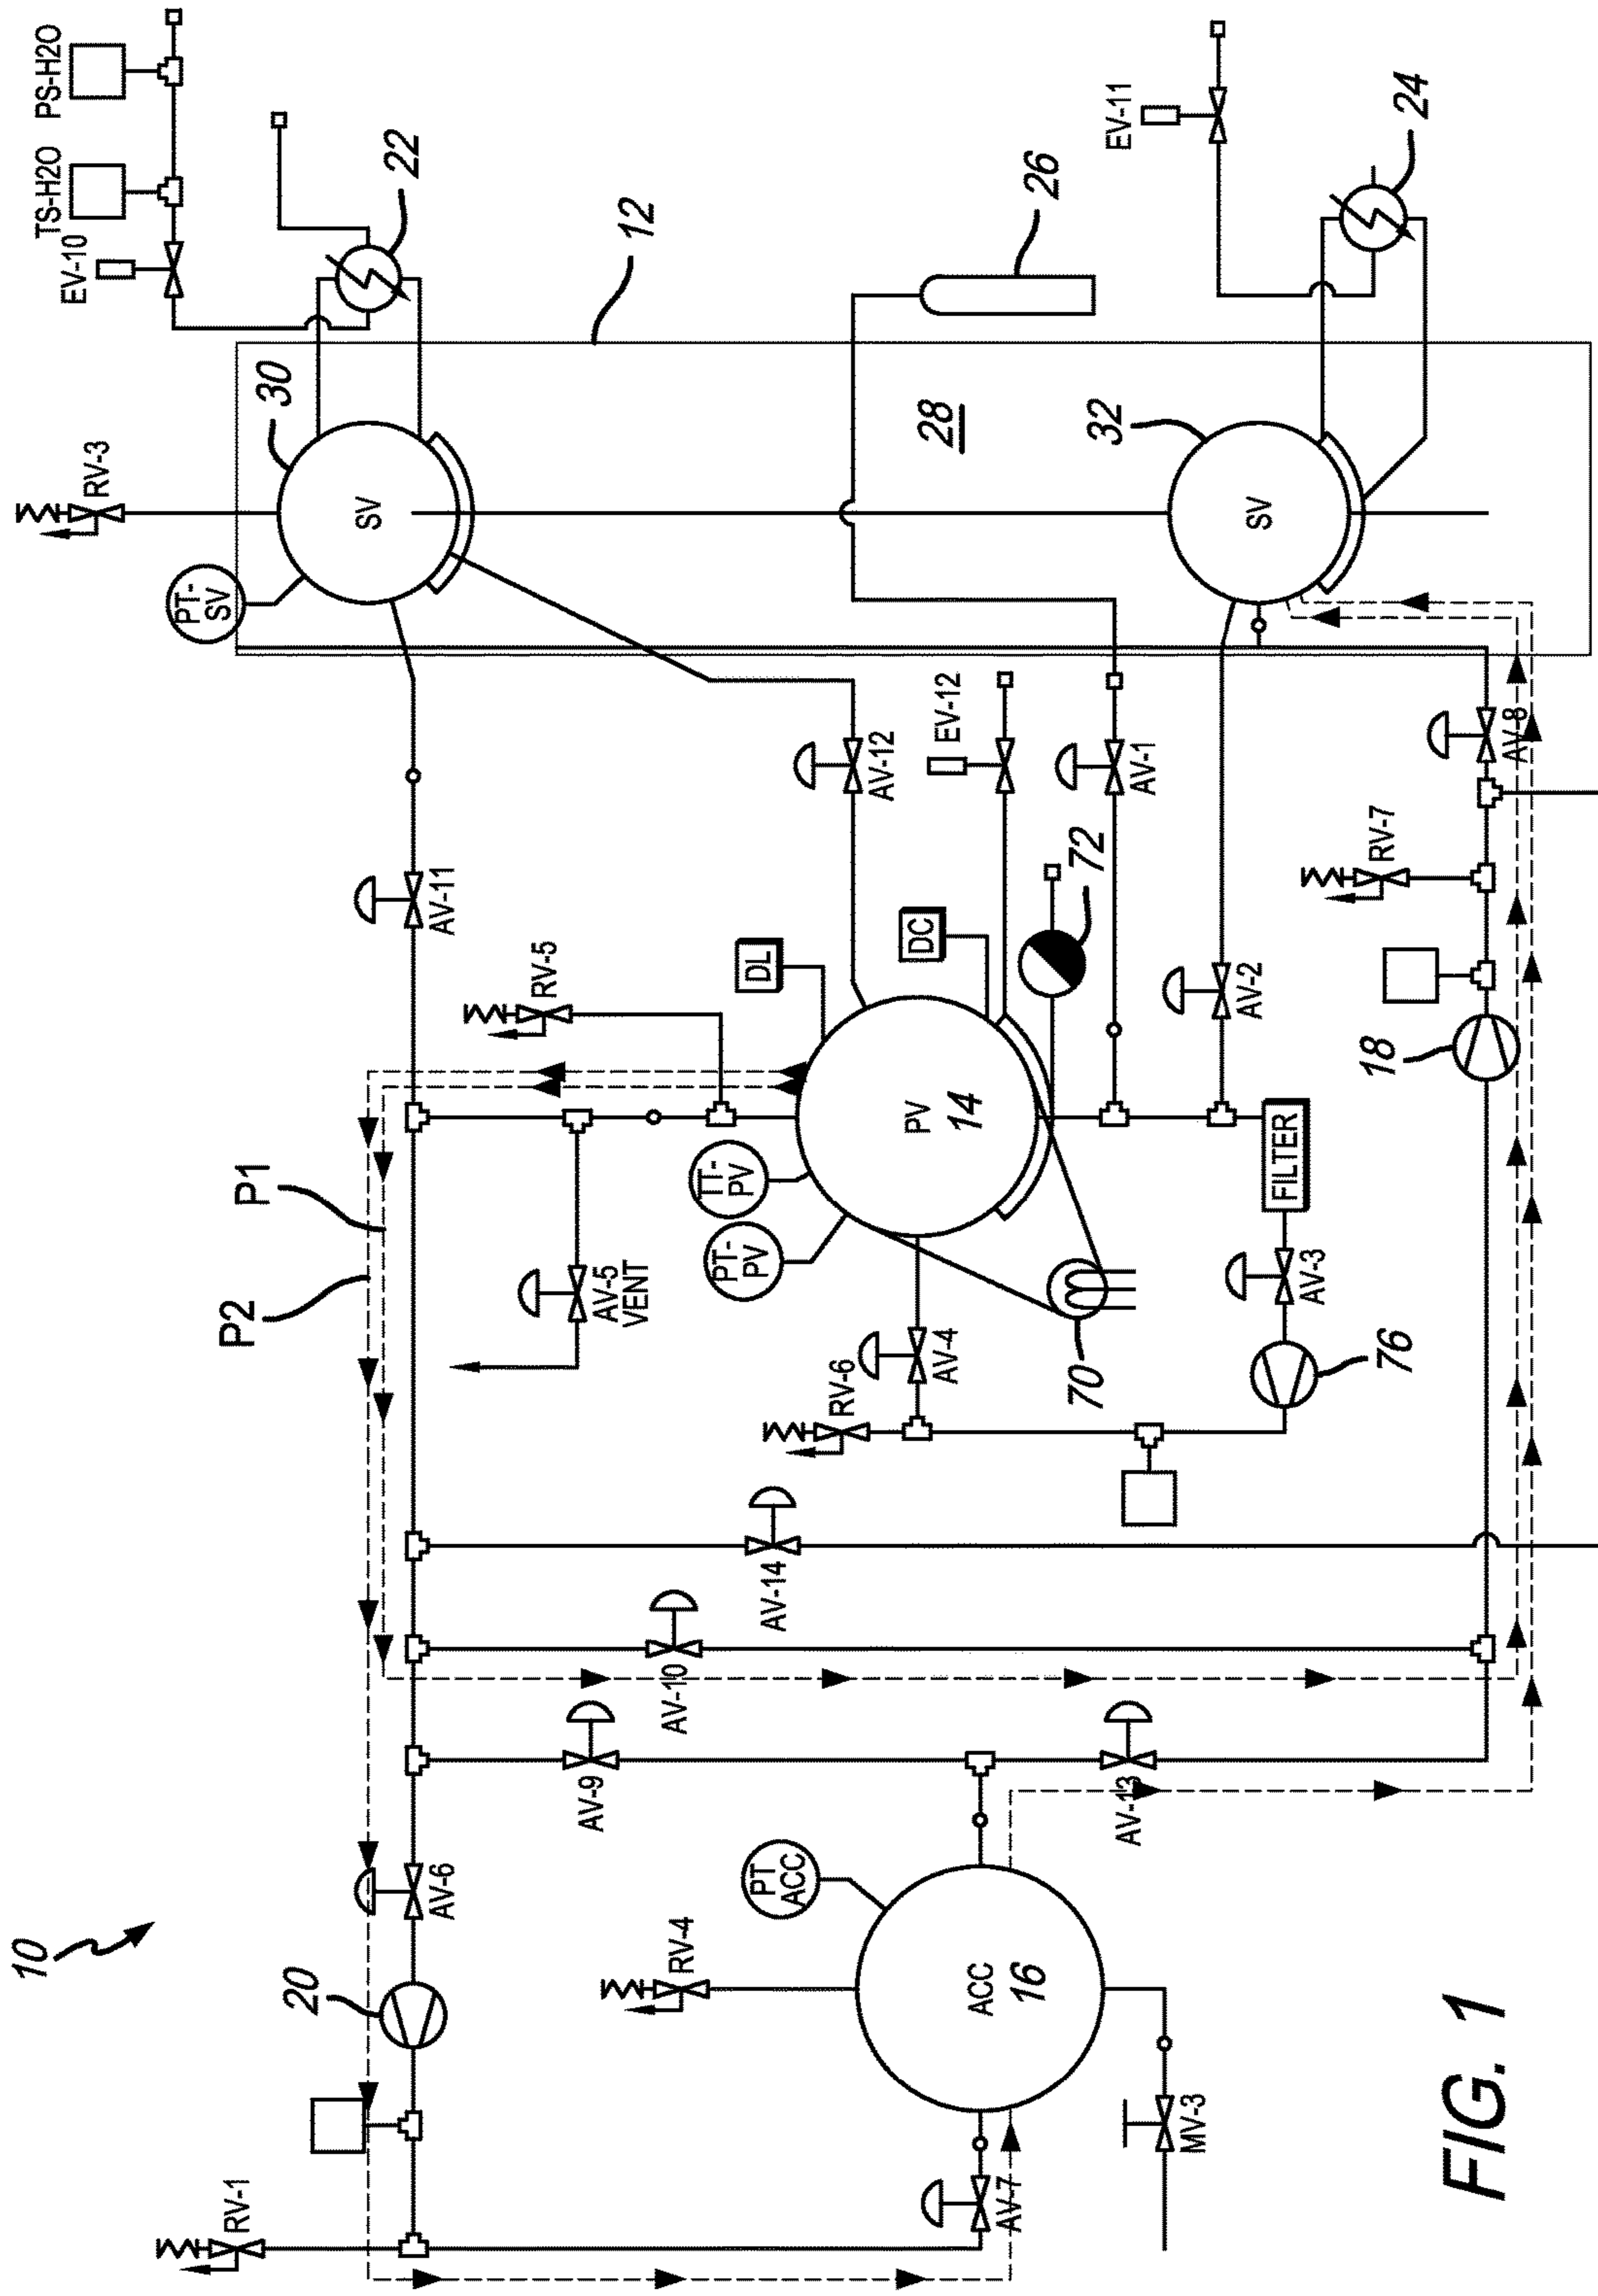 10
RV-1
20
AV-6
P2
P1
AV-11
PT-
SV
RV-3
30
EV-10
TS-H2O
PS-H2O
22
12
SV
AV-9
AV-10
AV-14
AV-5
VENT
RV-5
DL
AV-12
RV-4
PT
ACC
RV-6
AV-4
PT-
PV
TT-
PV
PV
14
DC
EV-12
28
26
ACC
16
AV-7
MV-3
AV-13
70
72
AV-1
76
AV-3
FILTER
AV-2
32
SV
EV-11
24
18
RV-7
AV-8
FIG. 1